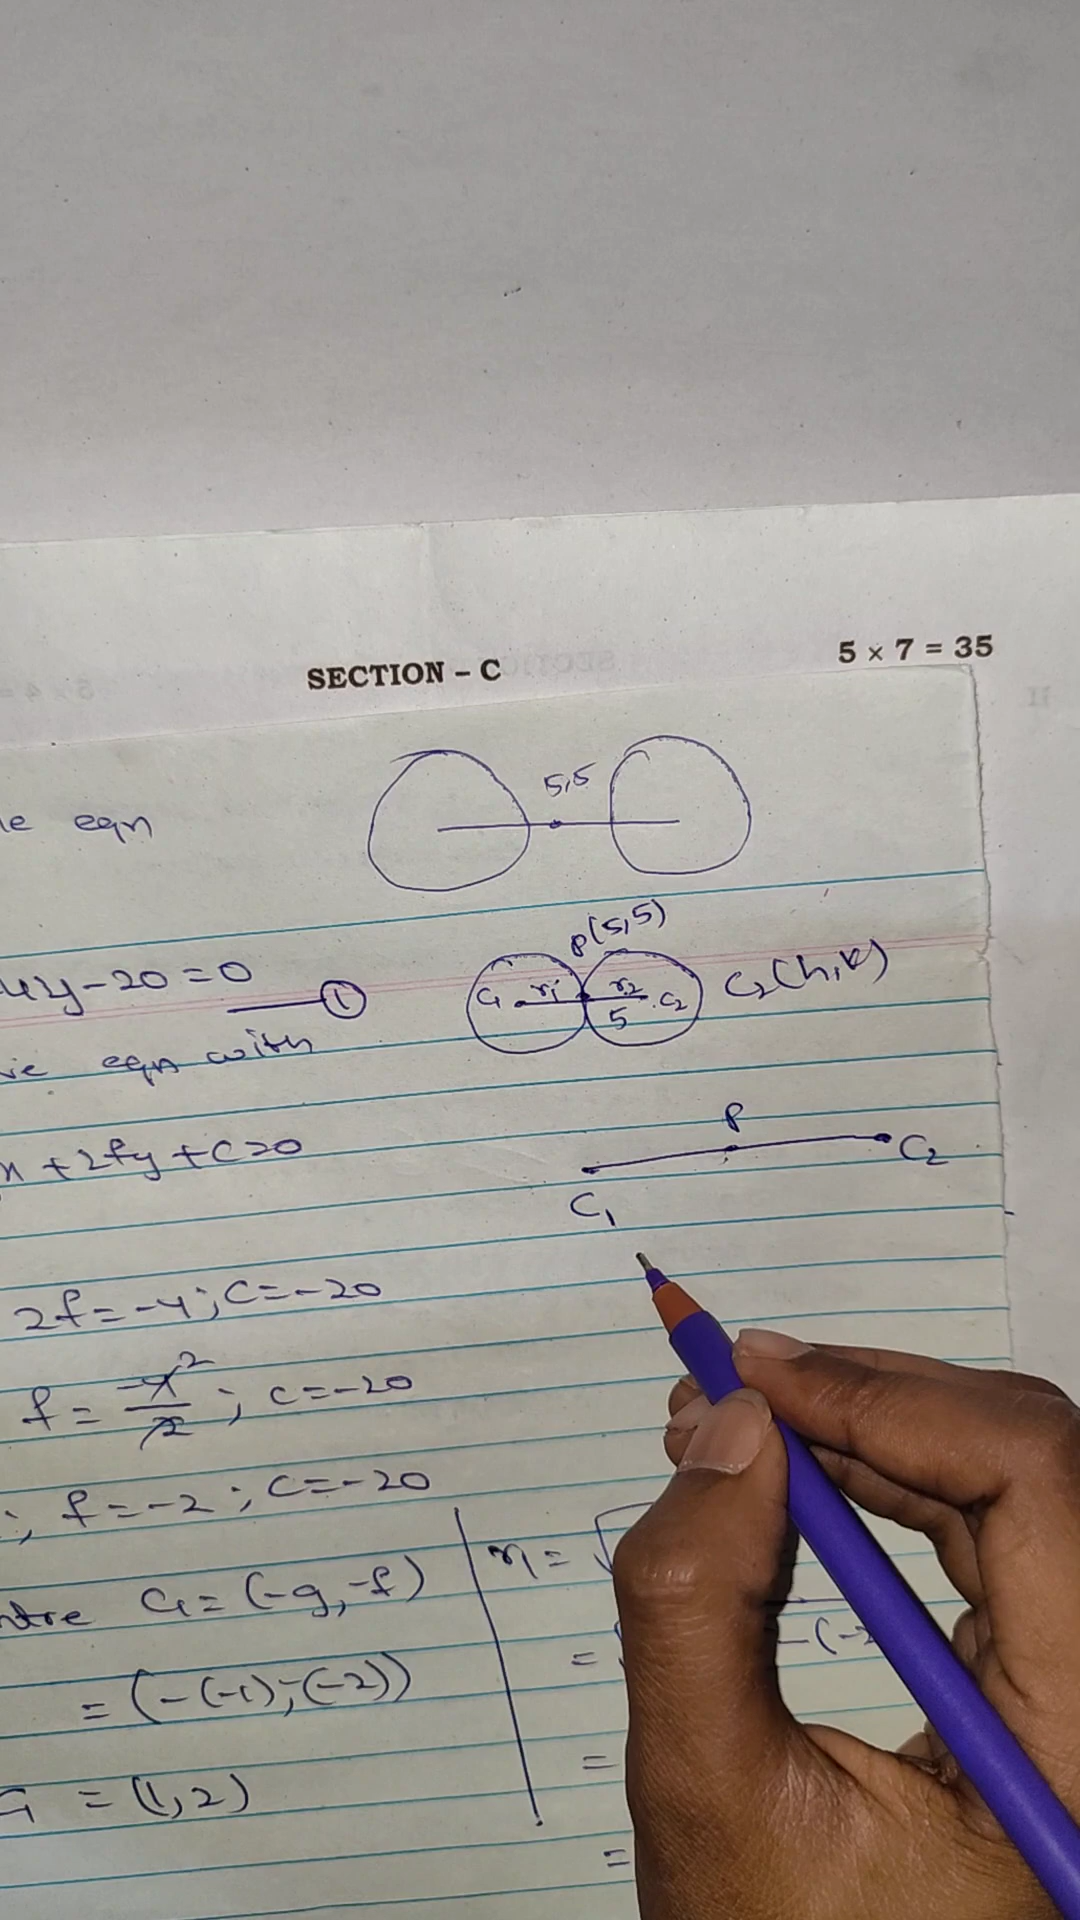 SECTION - C
5 × 7 = 35
5,5
eqn
P(5,5)
4y-20=0
1
C1 r1 r2 C2
5
C2(h,k)
eqn with
x + 2fy + c=0
P
C1
C2
2f=-4; c=-20
f = -4 2 / 2 ; c=-20
; f=-2 ; c=-20
C1 = (-g,-f)
r1 = √
= (-(-1),-(-2))
= √ -(-2
C1 = (1,2)
=
=